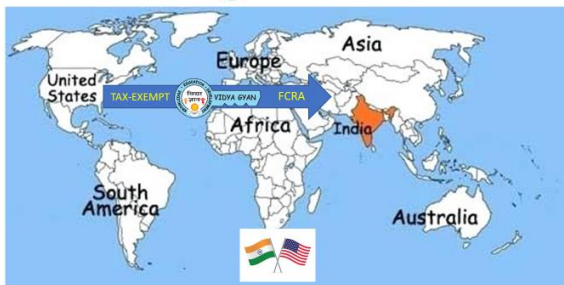 Asia
Europe
United
States
TAX-EXEMPT
विद्या
ज्ञान
VIDYA GYAN
FCRA
Africa
India
South
America
Australia